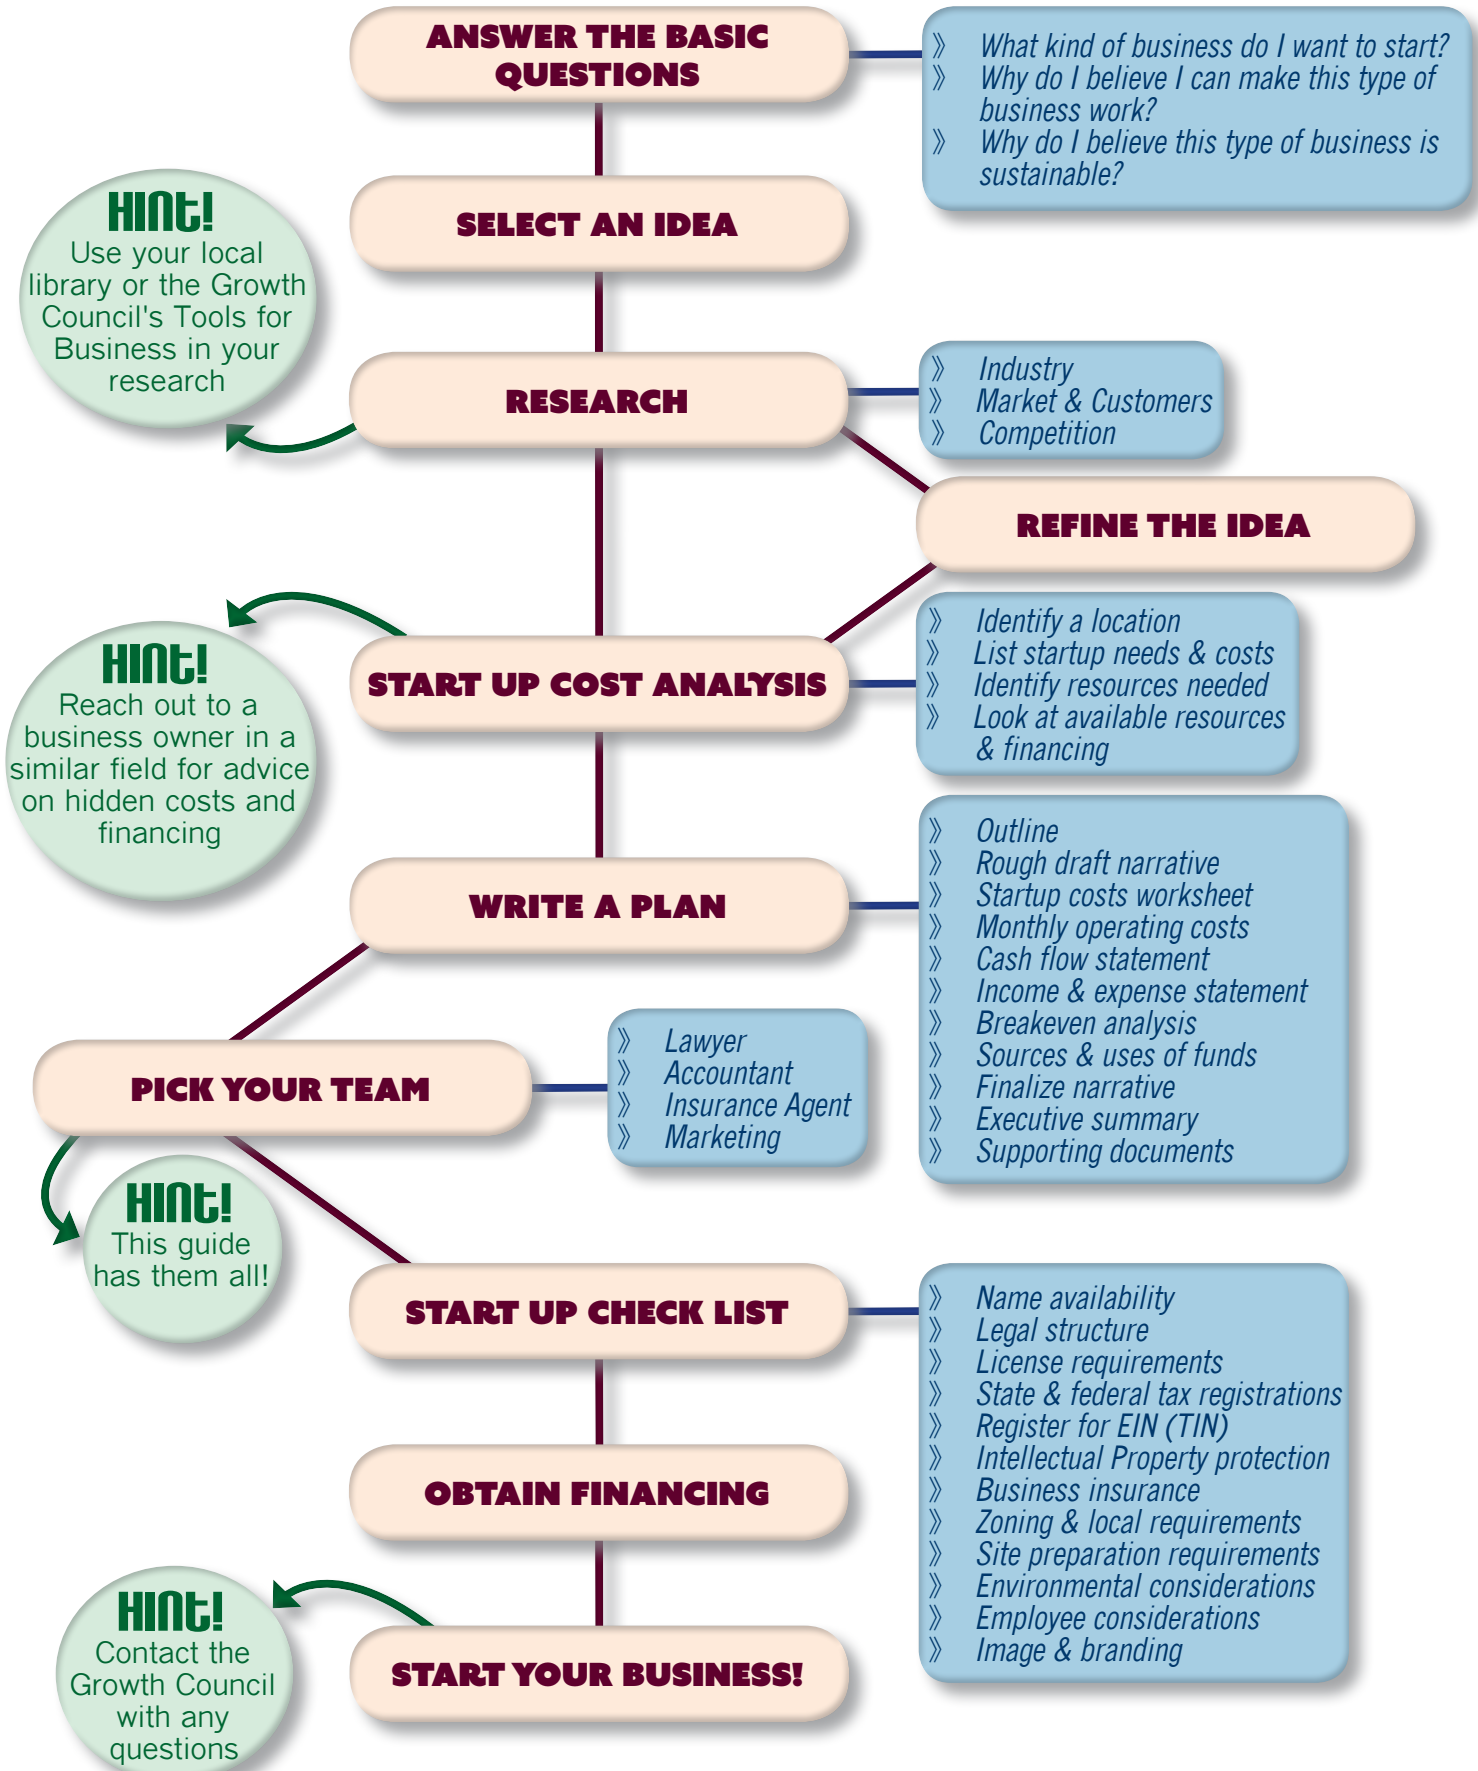 ANSWER THE BASIC
QUESTIONS
》 What kind of business do I want to start?
》 Why do I believe I can make this type of
business work?
》 Why do I believe this type of business is
sustainable?
SELECT AN IDEA
HINt!
Use your local
library or the Growth
Council's Tools for
Business in your
research
RESEARCH
》 Industry
》 Market & Customers
》 Competition
REFINE THE IDEA
START UP COST ANALYSIS
》 Identify a location
》 List startup needs & costs
》 Identify resources needed
》 Look at available resources
& financing
HINt!
Reach out to a
business owner in a
similar field for advice
on hidden costs and
financing
WRITE A PLAN
》 Outline
》 Rough draft narrative
》 Startup costs worksheet
》 Monthly operating costs
》 Cash flow statement
》 Income & expense statement
》 Breakeven analysis
》 Sources & uses of funds
》 Finalize narrative
》 Executive summary
》 Supporting documents
PICK YOUR TEAM
》 Lawyer
》 Accountant
》 Insurance Agent
》 Marketing
HINt!
This guide
has them all!
START UP CHECK LIST
》 Name availability
》 Legal structure
》 License requirements
》 State & federal tax registrations
》 Register for EIN (TIN)
》 Intellectual Property protection
》 Business insurance
》 Zoning & local requirements
》 Site preparation requirements
》 Environmental considerations
》 Employee considerations
》 Image & branding
OBTAIN FINANCING
HINt!
Contact the
Growth Council
with any
questions
START YOUR BUSINESS!